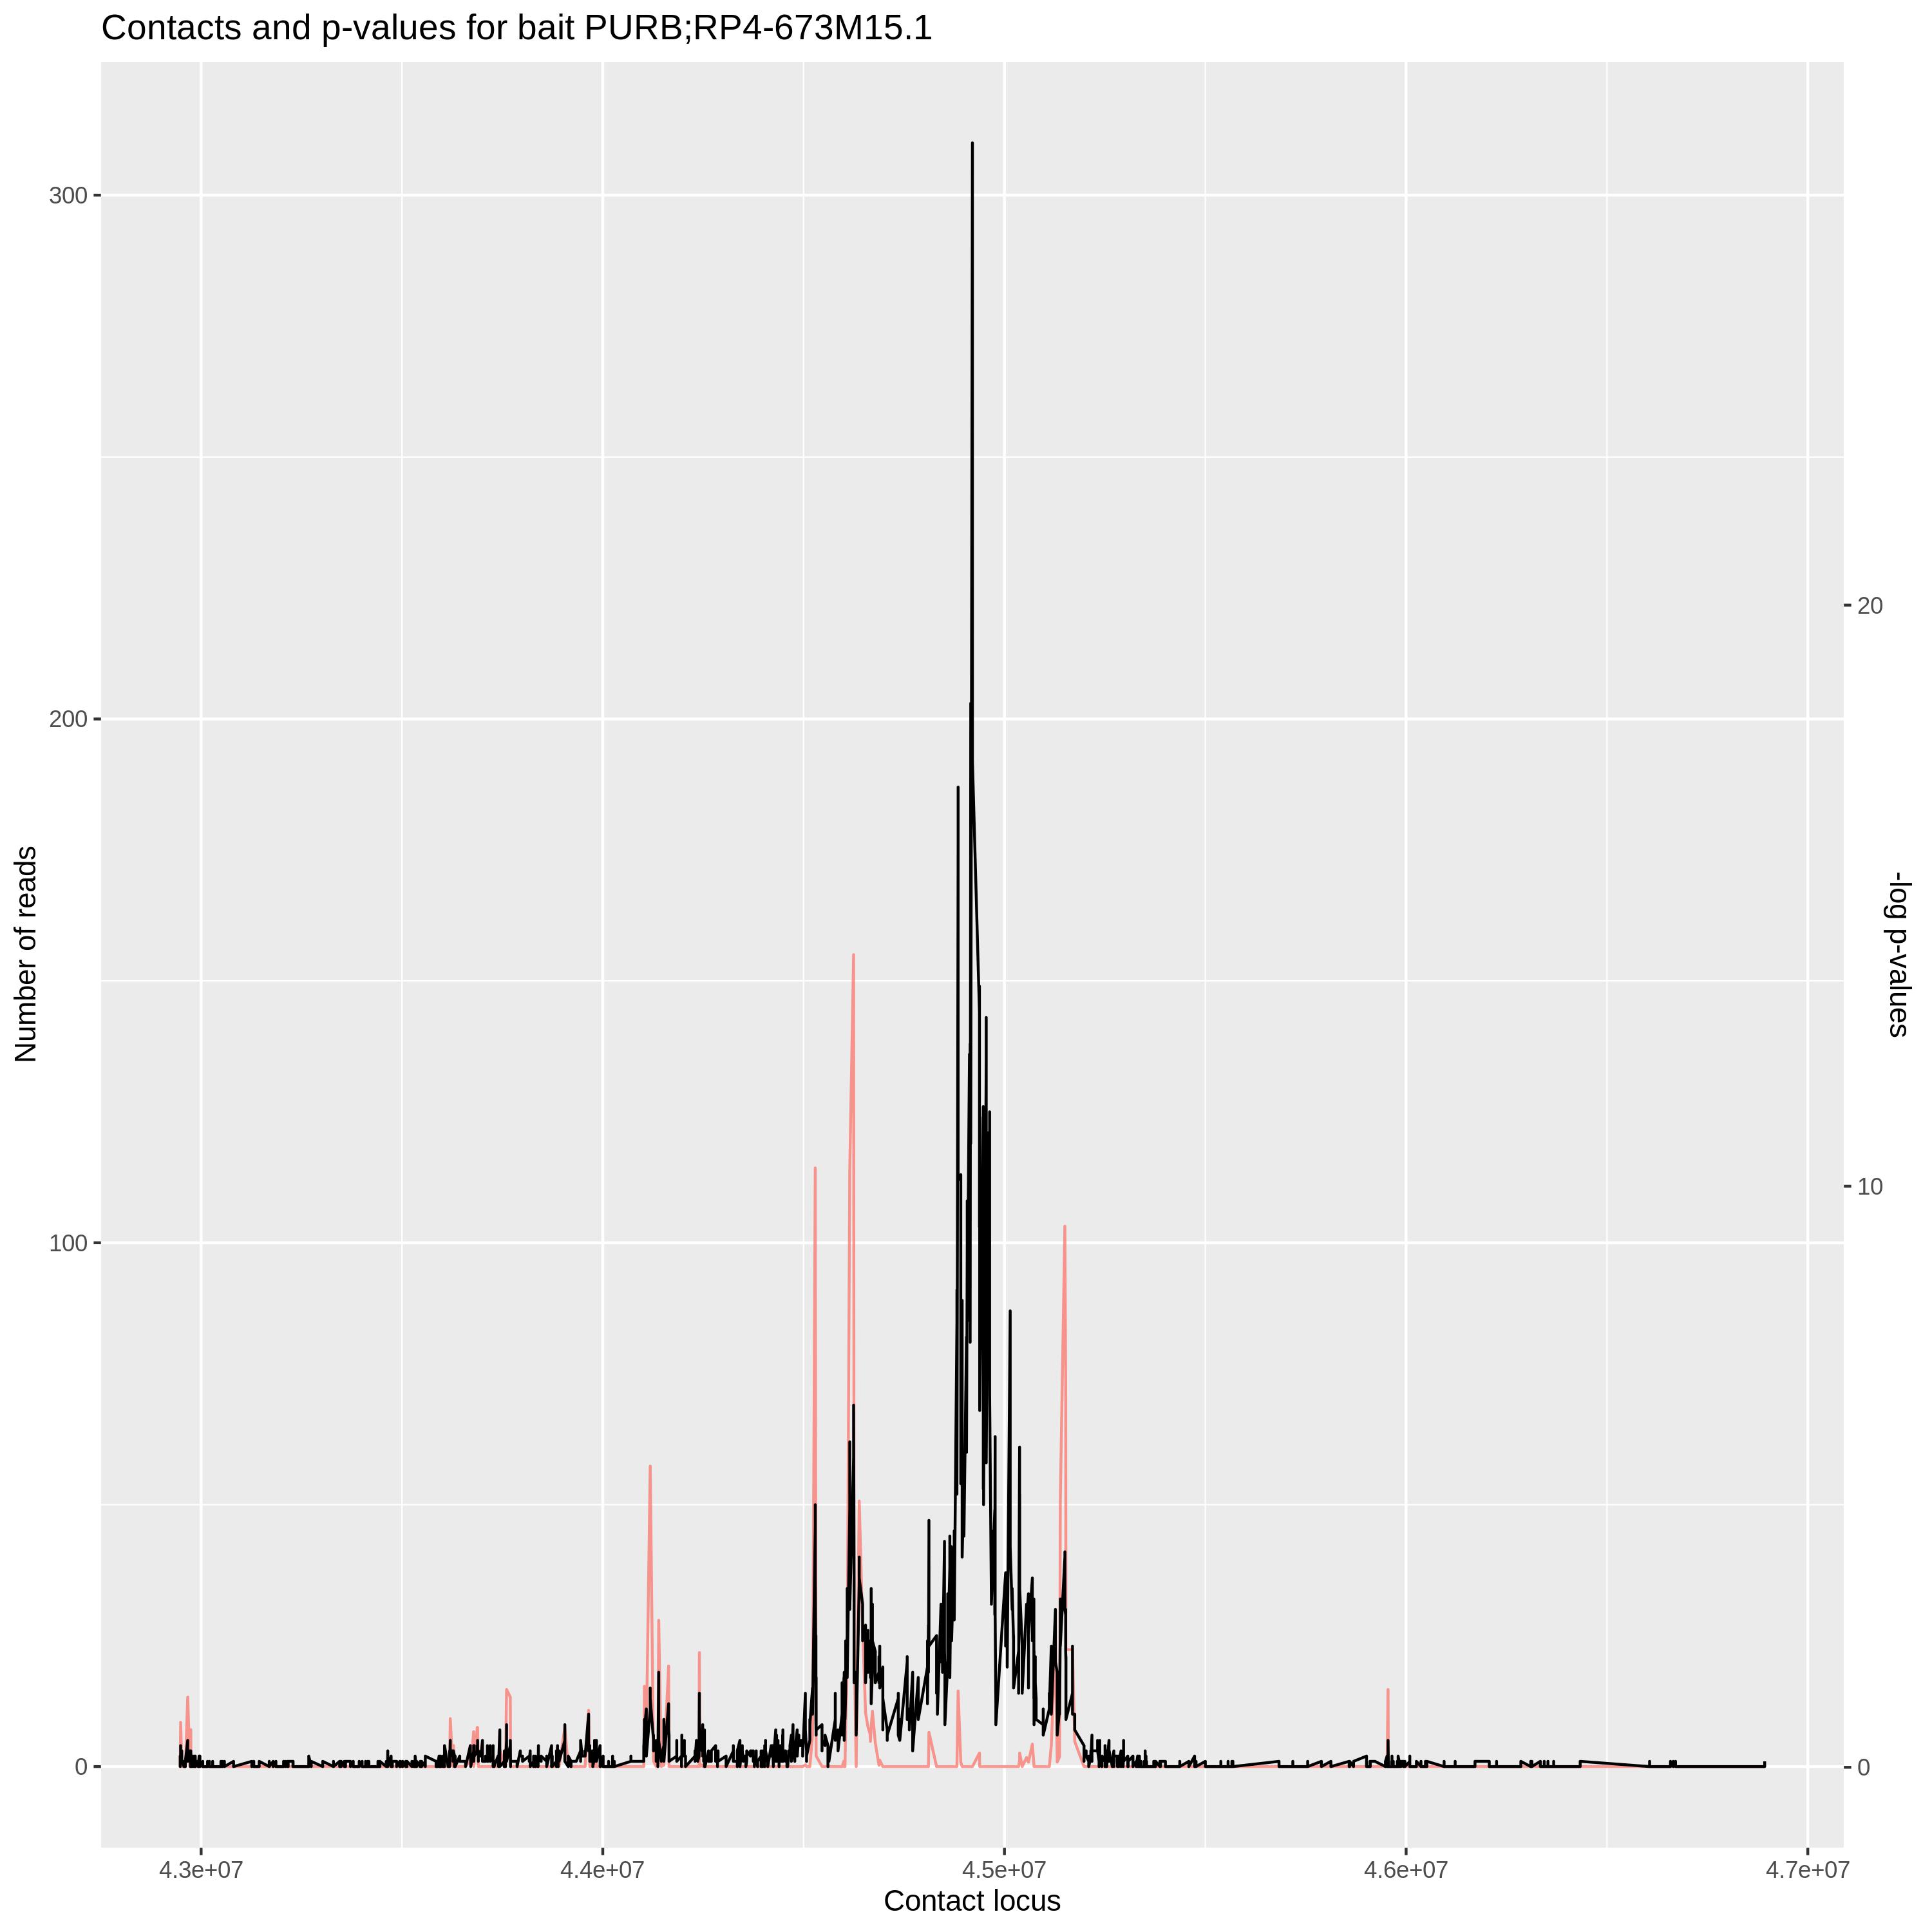 Contacts and p-values for bait PURB;RP4-673M15.1
300
200
100
0
Number of reads
20
10
0
-log p-values
4.3e+07
4.4e+07
4.5e+07
4.6e+07
4.7e+07
Contact locus